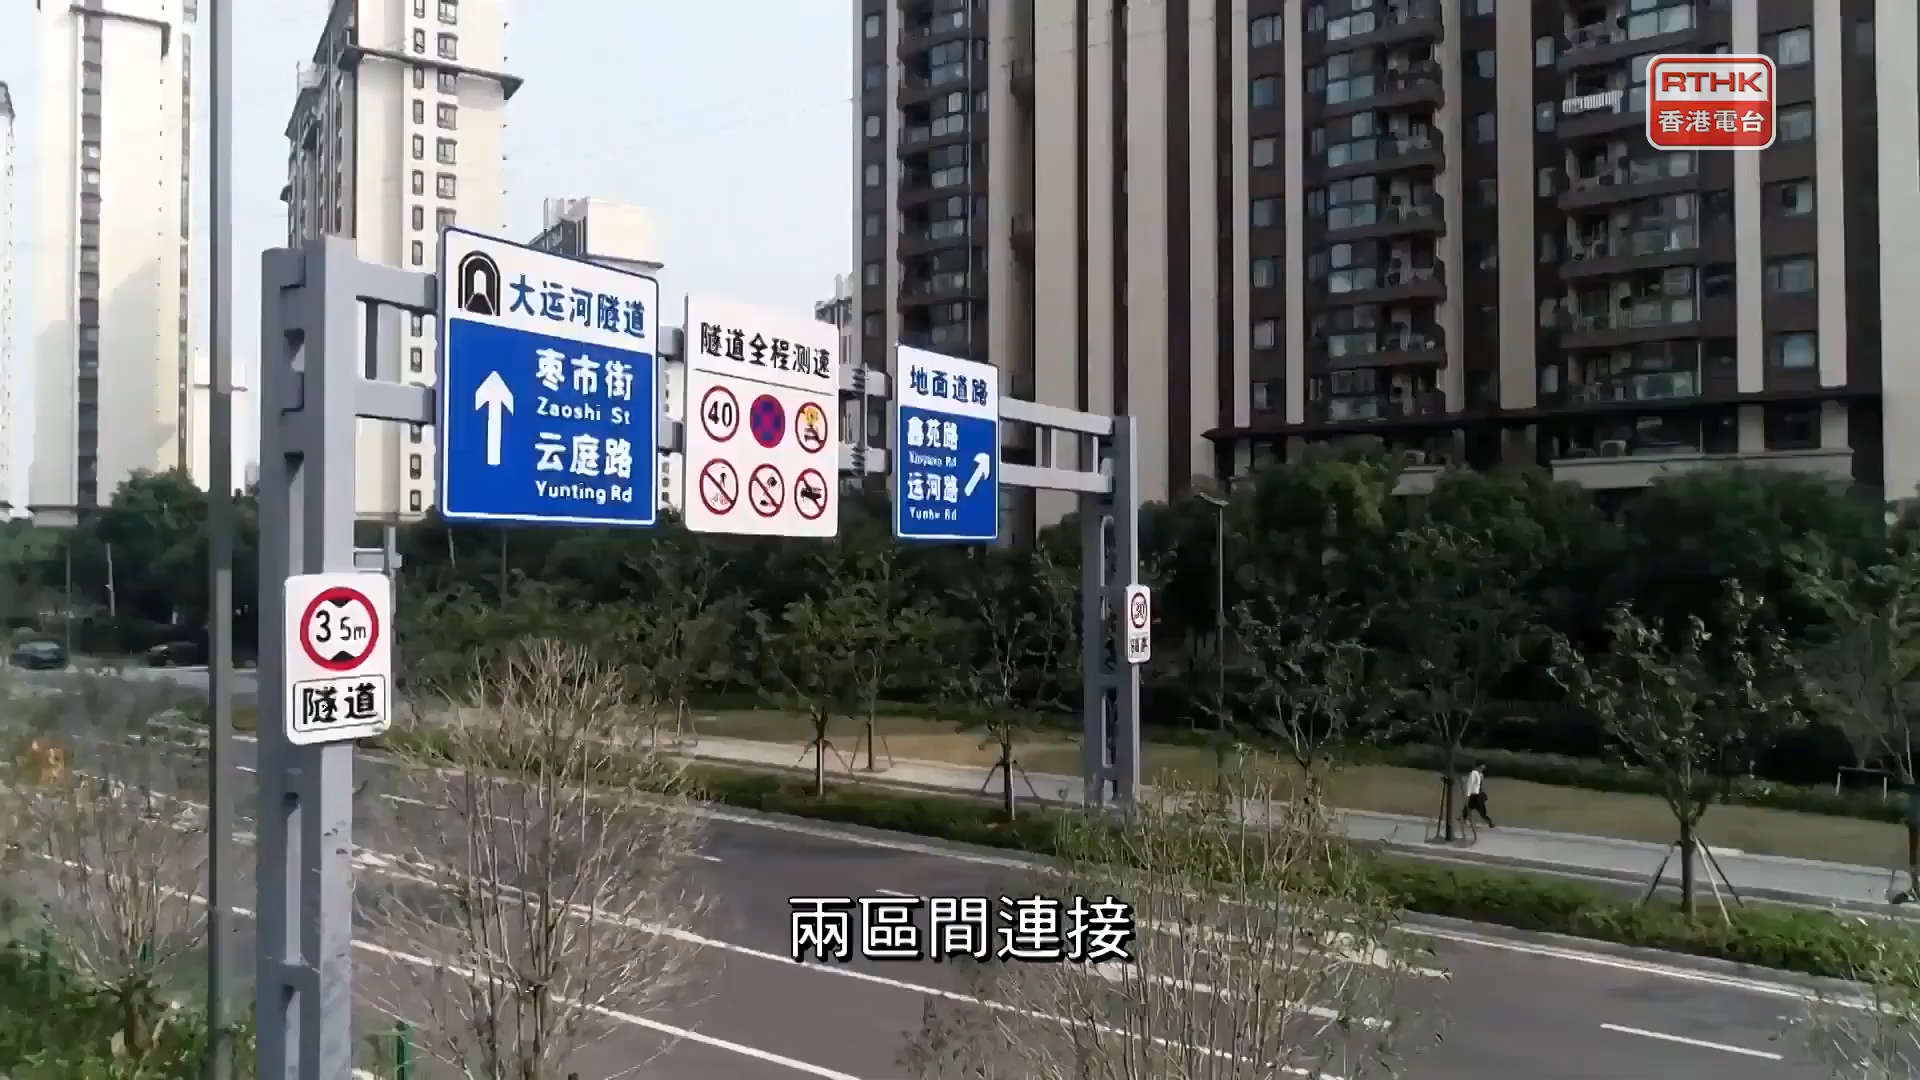 RTHK
香港電台
大运河隧道
枣市街
Zaoshi St
云庭路
Yunting Rd
隧道全程测速
40
地面道路
鑫苑路
运河路
Yunhe Rd
3.5m
隧道
30
兩區間連接